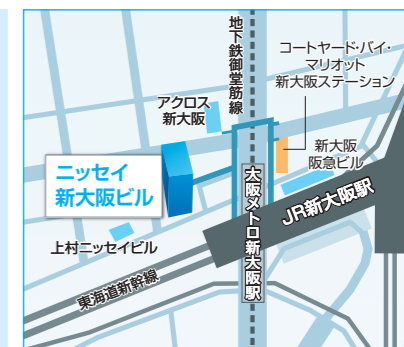 地下鉄御堂筋線
コートヤード・バイ・
マリオット
新大阪ステーション
アクロス
新大阪
新大阪
阪急ビル
ニッセイ
新大阪ビル
大阪メトロ新大阪駅
JR新大阪駅
上村ニッセイビル
東海道新幹線